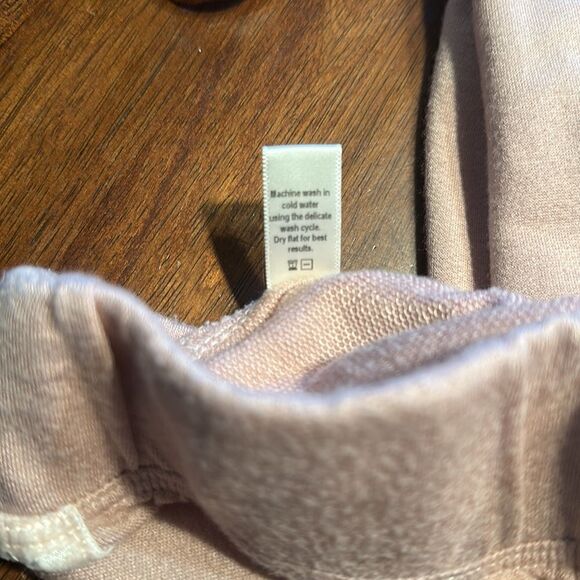 Machine wash in
cold water
using the delicate
wash cycle.
Dry flat for best
results.